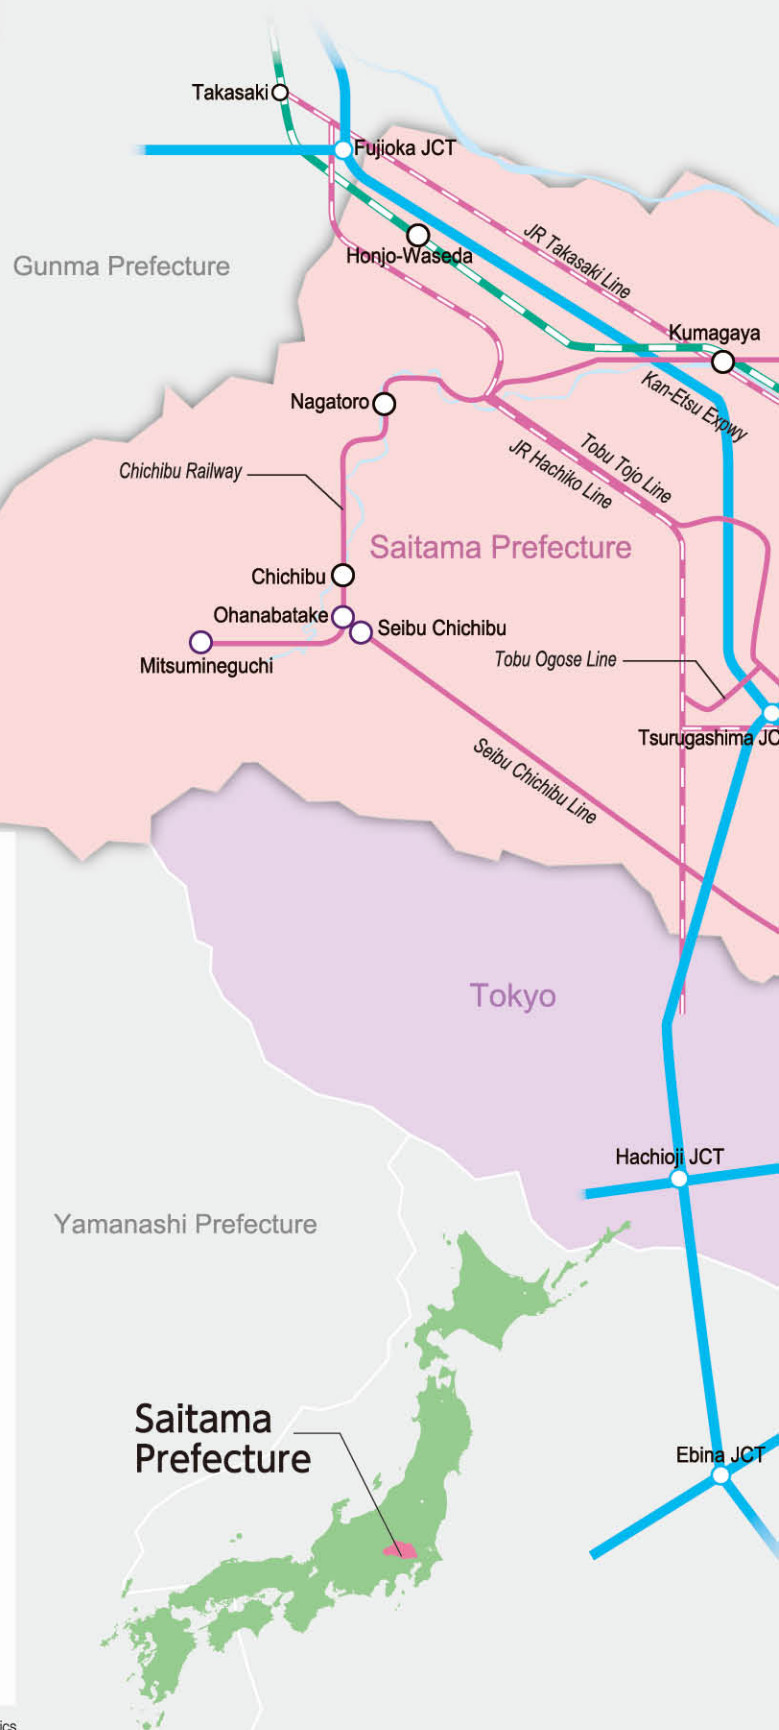 Takasaki
Fujioka JCT
JR Takasaki Line
Honjo-Waseda
Gunma Prefecture
Kumagaya
Kan-Etsu Expwy
Nagatoro
Tobu Tojo Line
JR Hachiko Line
Chichibu Railway
Saitama Prefecture
Chichibu
Ohanabatake
Seibu Chichibu
Mitsumineguchi
Tobu Ogose Line
Tsurugashima JC
Seibu Chichibu Line
Tokyo
Hachioji JCT
Yamanashi Prefecture
Saitama
Prefecture
Ebina JCT
ics